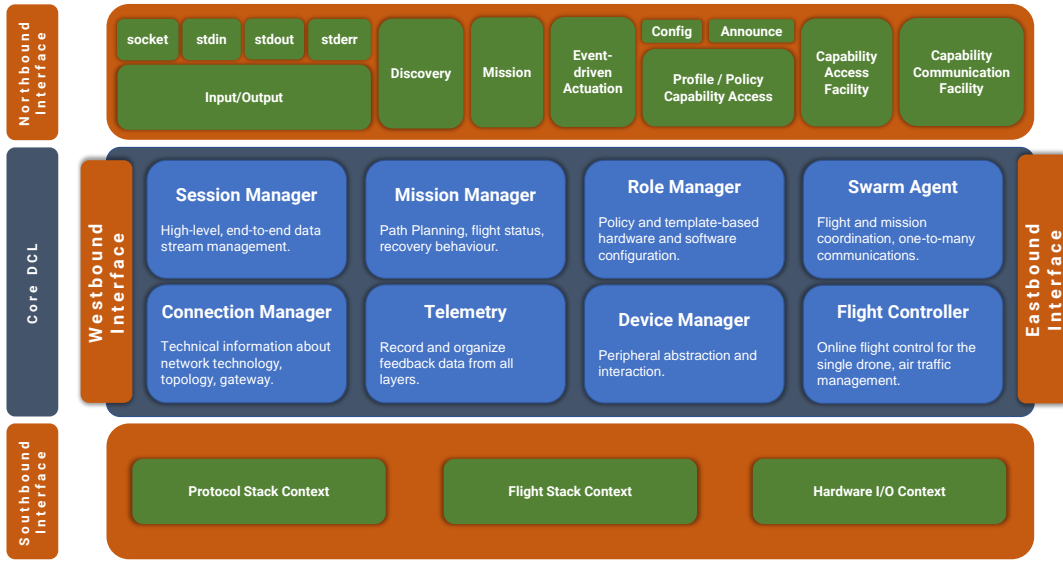 Northbound
Interface
socket
stdin
stdout
stderr
Input/Output
Discovery
Mission
Event-
driven
Actuation
Config
Announce
Profile / Policy
Capability Access
Capability
Access
Facility
Capability
Communication
Facility
Core DCL
Westbound
Interface
Session Manager
High-level, end-to-end data
stream management.
Mission Manager
Path Planning, flight status,
recovery behaviour.
Role Manager
Policy and template-based
hardware and software
configuration.
Swarm Agent
Flight and mission
coordination, one-to-many
communications.
Connection Manager
Technical information about
network technology,
topology, gateway.
Telemetry
Record and organize
feedback data from all
layers.
Device Manager
Peripheral abstraction and
interaction.
Flight Controller
Online flight control for the
single drone, air traffic
management.
Eastbound
Interface
Southbound
Interface
Protocol Stack Context
Flight Stack Context
Hardware I/O Context